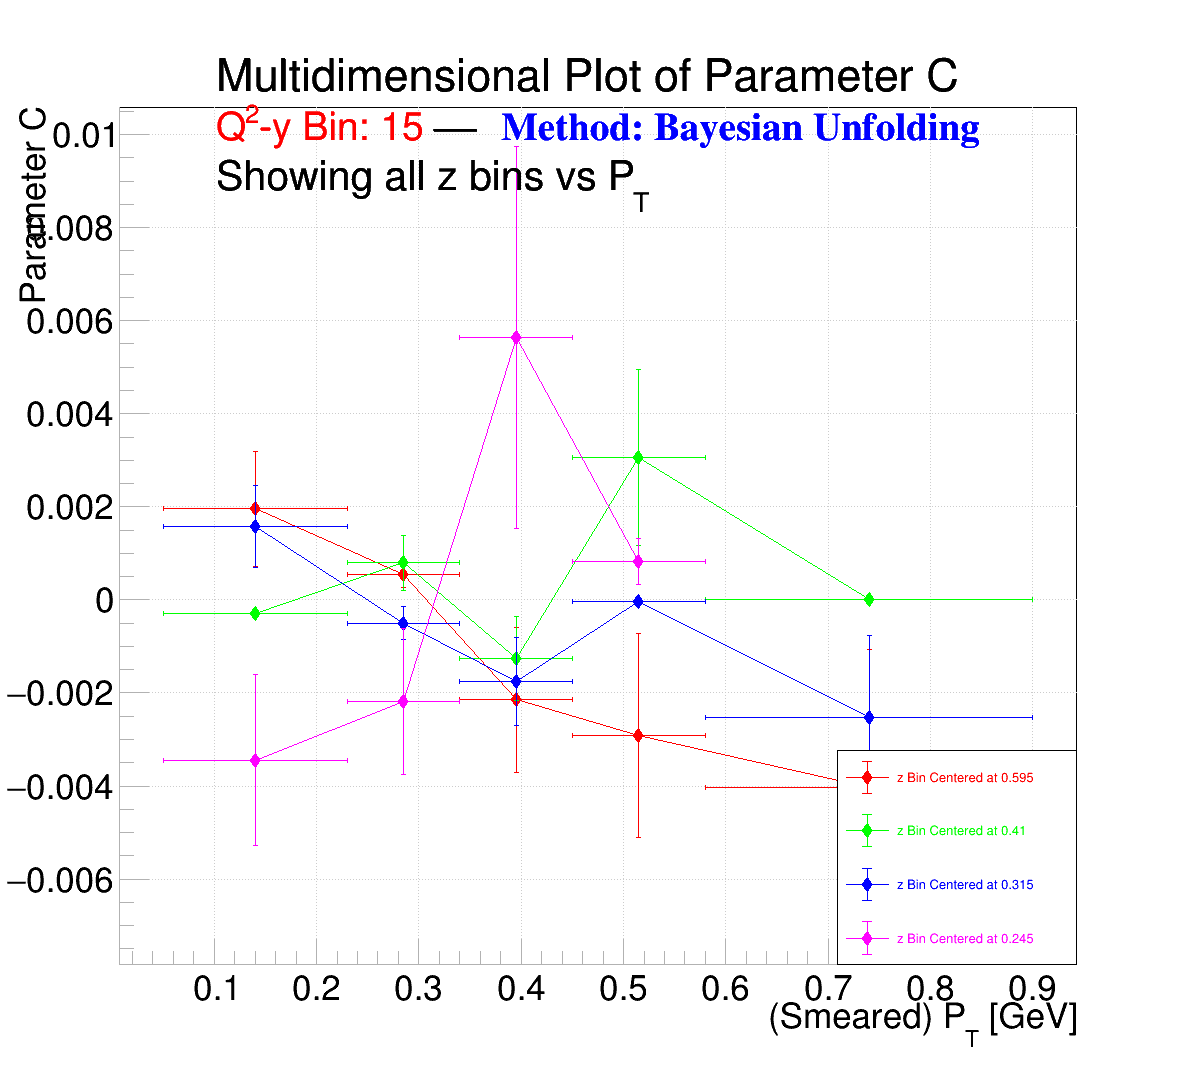 Multidimensional Plot of Parameter C
Q²-y Bin: 15 — Method: Bayesian Unfolding
Showing all z bins vs P_T
Parameter C
0.01
0.008
0.006
0.004
0.002
0
−0.002
−0.004
−0.006
z Bin Centered at 0.595
z Bin Centered at 0.41
z Bin Centered at 0.315
z Bin Centered at 0.245
0.1 0.2 0.3 0.4 0.5 0.6 0.7 0.8 0.9
(Smeared) P_T [GeV]